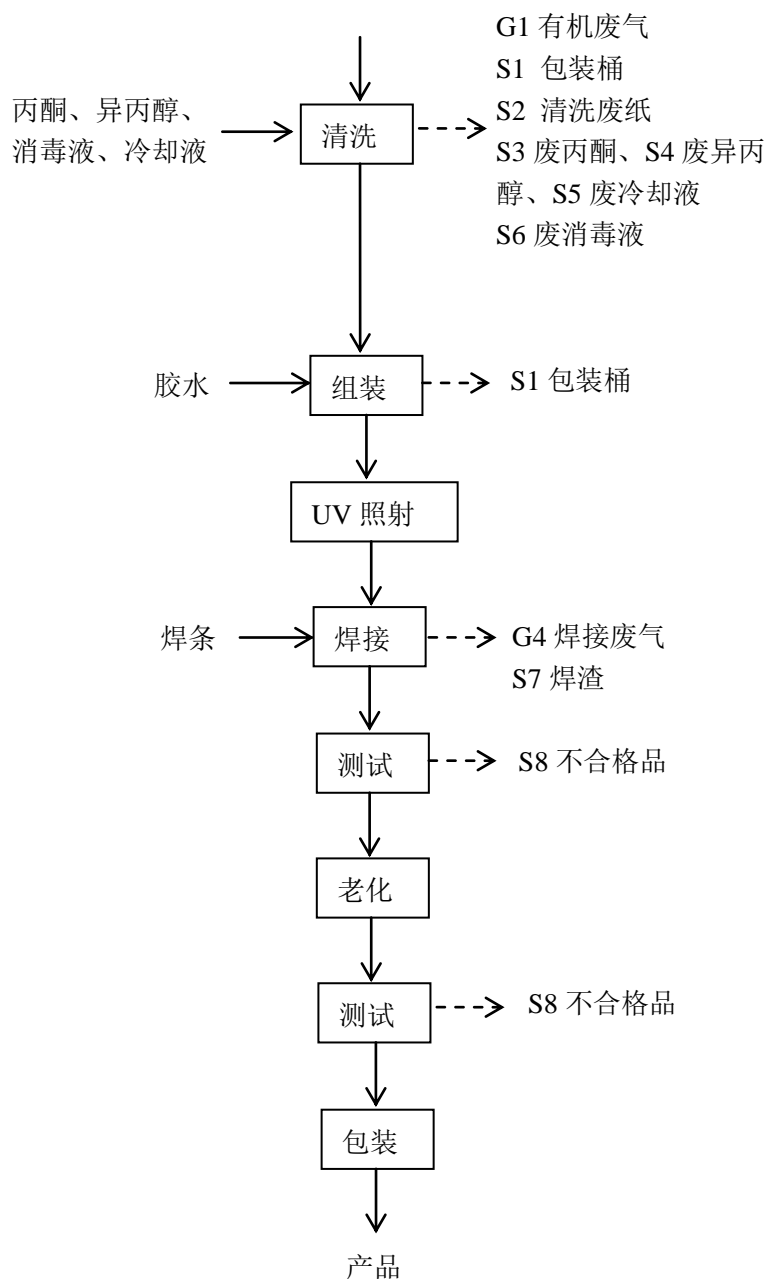 G1 有机废气
S1 包装桶
丙酮、异丙醇、
消毒液、冷却液
清洗
S2 清洗废纸
S3 废丙酮、S4 废异丙
醇、S5 废冷却液
S6 废消毒液
胶水
组装
S1 包装桶
UV 照射
焊条
焊接
G4 焊接废气
S7 焊渣
测试
S8 不合格品
老化
测试
S8 不合格品
包装
产品